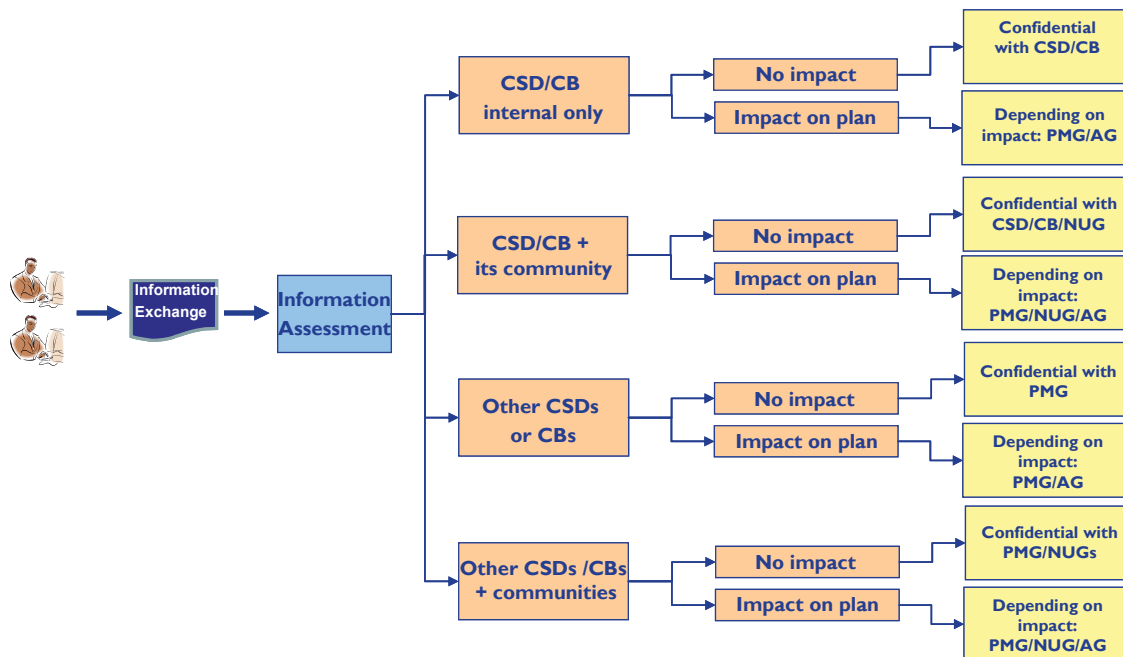 Information
Exchange
Information
Assessment
CSD/CB
internal only
No impact
Confidential
with CSD/CB
Impact on plan
Depending on
impact: PMG/AG
CSD/CB +
its community
No impact
Confidential with
CSD/CB/NUG
Impact on plan
Depending on
impact:
PMG/NUG/AG
Other CSDs
or CBs
No impact
Confidential with
PMG
Impact on plan
Depending on
impact:
PMG/AG
Other CSDs /CBs
+ communities
No impact
Confidential with
PMG/NUGs
Impact on plan
Depending on
impact:
PMG/NUG/AG